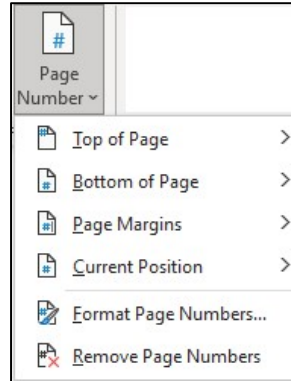 Page
Number
Top of Page
Bottom of Page
Page Margins
Current Position
Format Page Numbers...
Remove Page Numbers